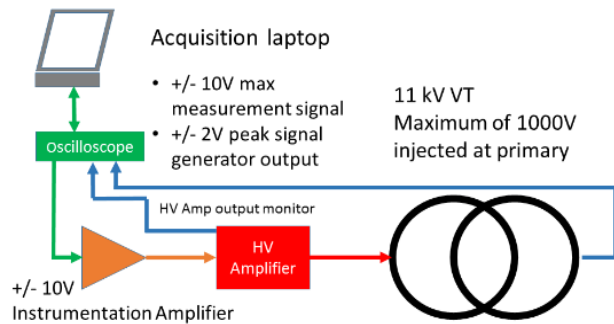 Acquisition laptop
• +/- 10V max
measurement signal
• +/- 2V peak signal
generator output
11 kV VT
Maximum of 1000V
injected at primary
Oscilloscope
HV Amp output monitor
HV
Amplifier
+/- 10V
Instrumentation Amplifier